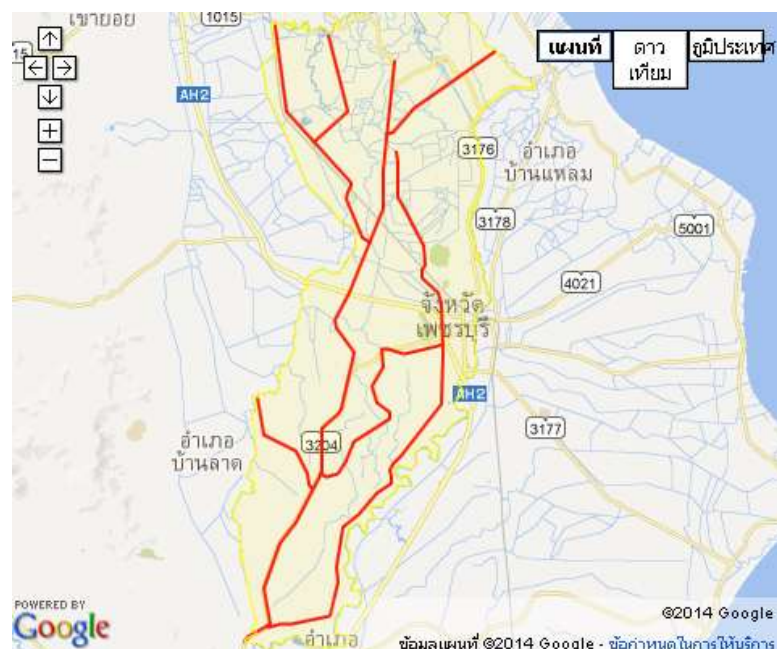 เขาย้อย
1015
15
แผนที่
ดาว
เทียม
ภูมิประเทศ
AH2
3176
อำเภอ
บ้านแหลม
3178
5001
4021
จังหวัด
เพชรบุรี
AH2
3177
3204
อำเภอ
บ้านลาด
POWERED BY
Google
อำเภอ
©2014 Google
ข้อมูลแผนที่ ©2014 Google - ข้อกำหนดในการให้บริการ